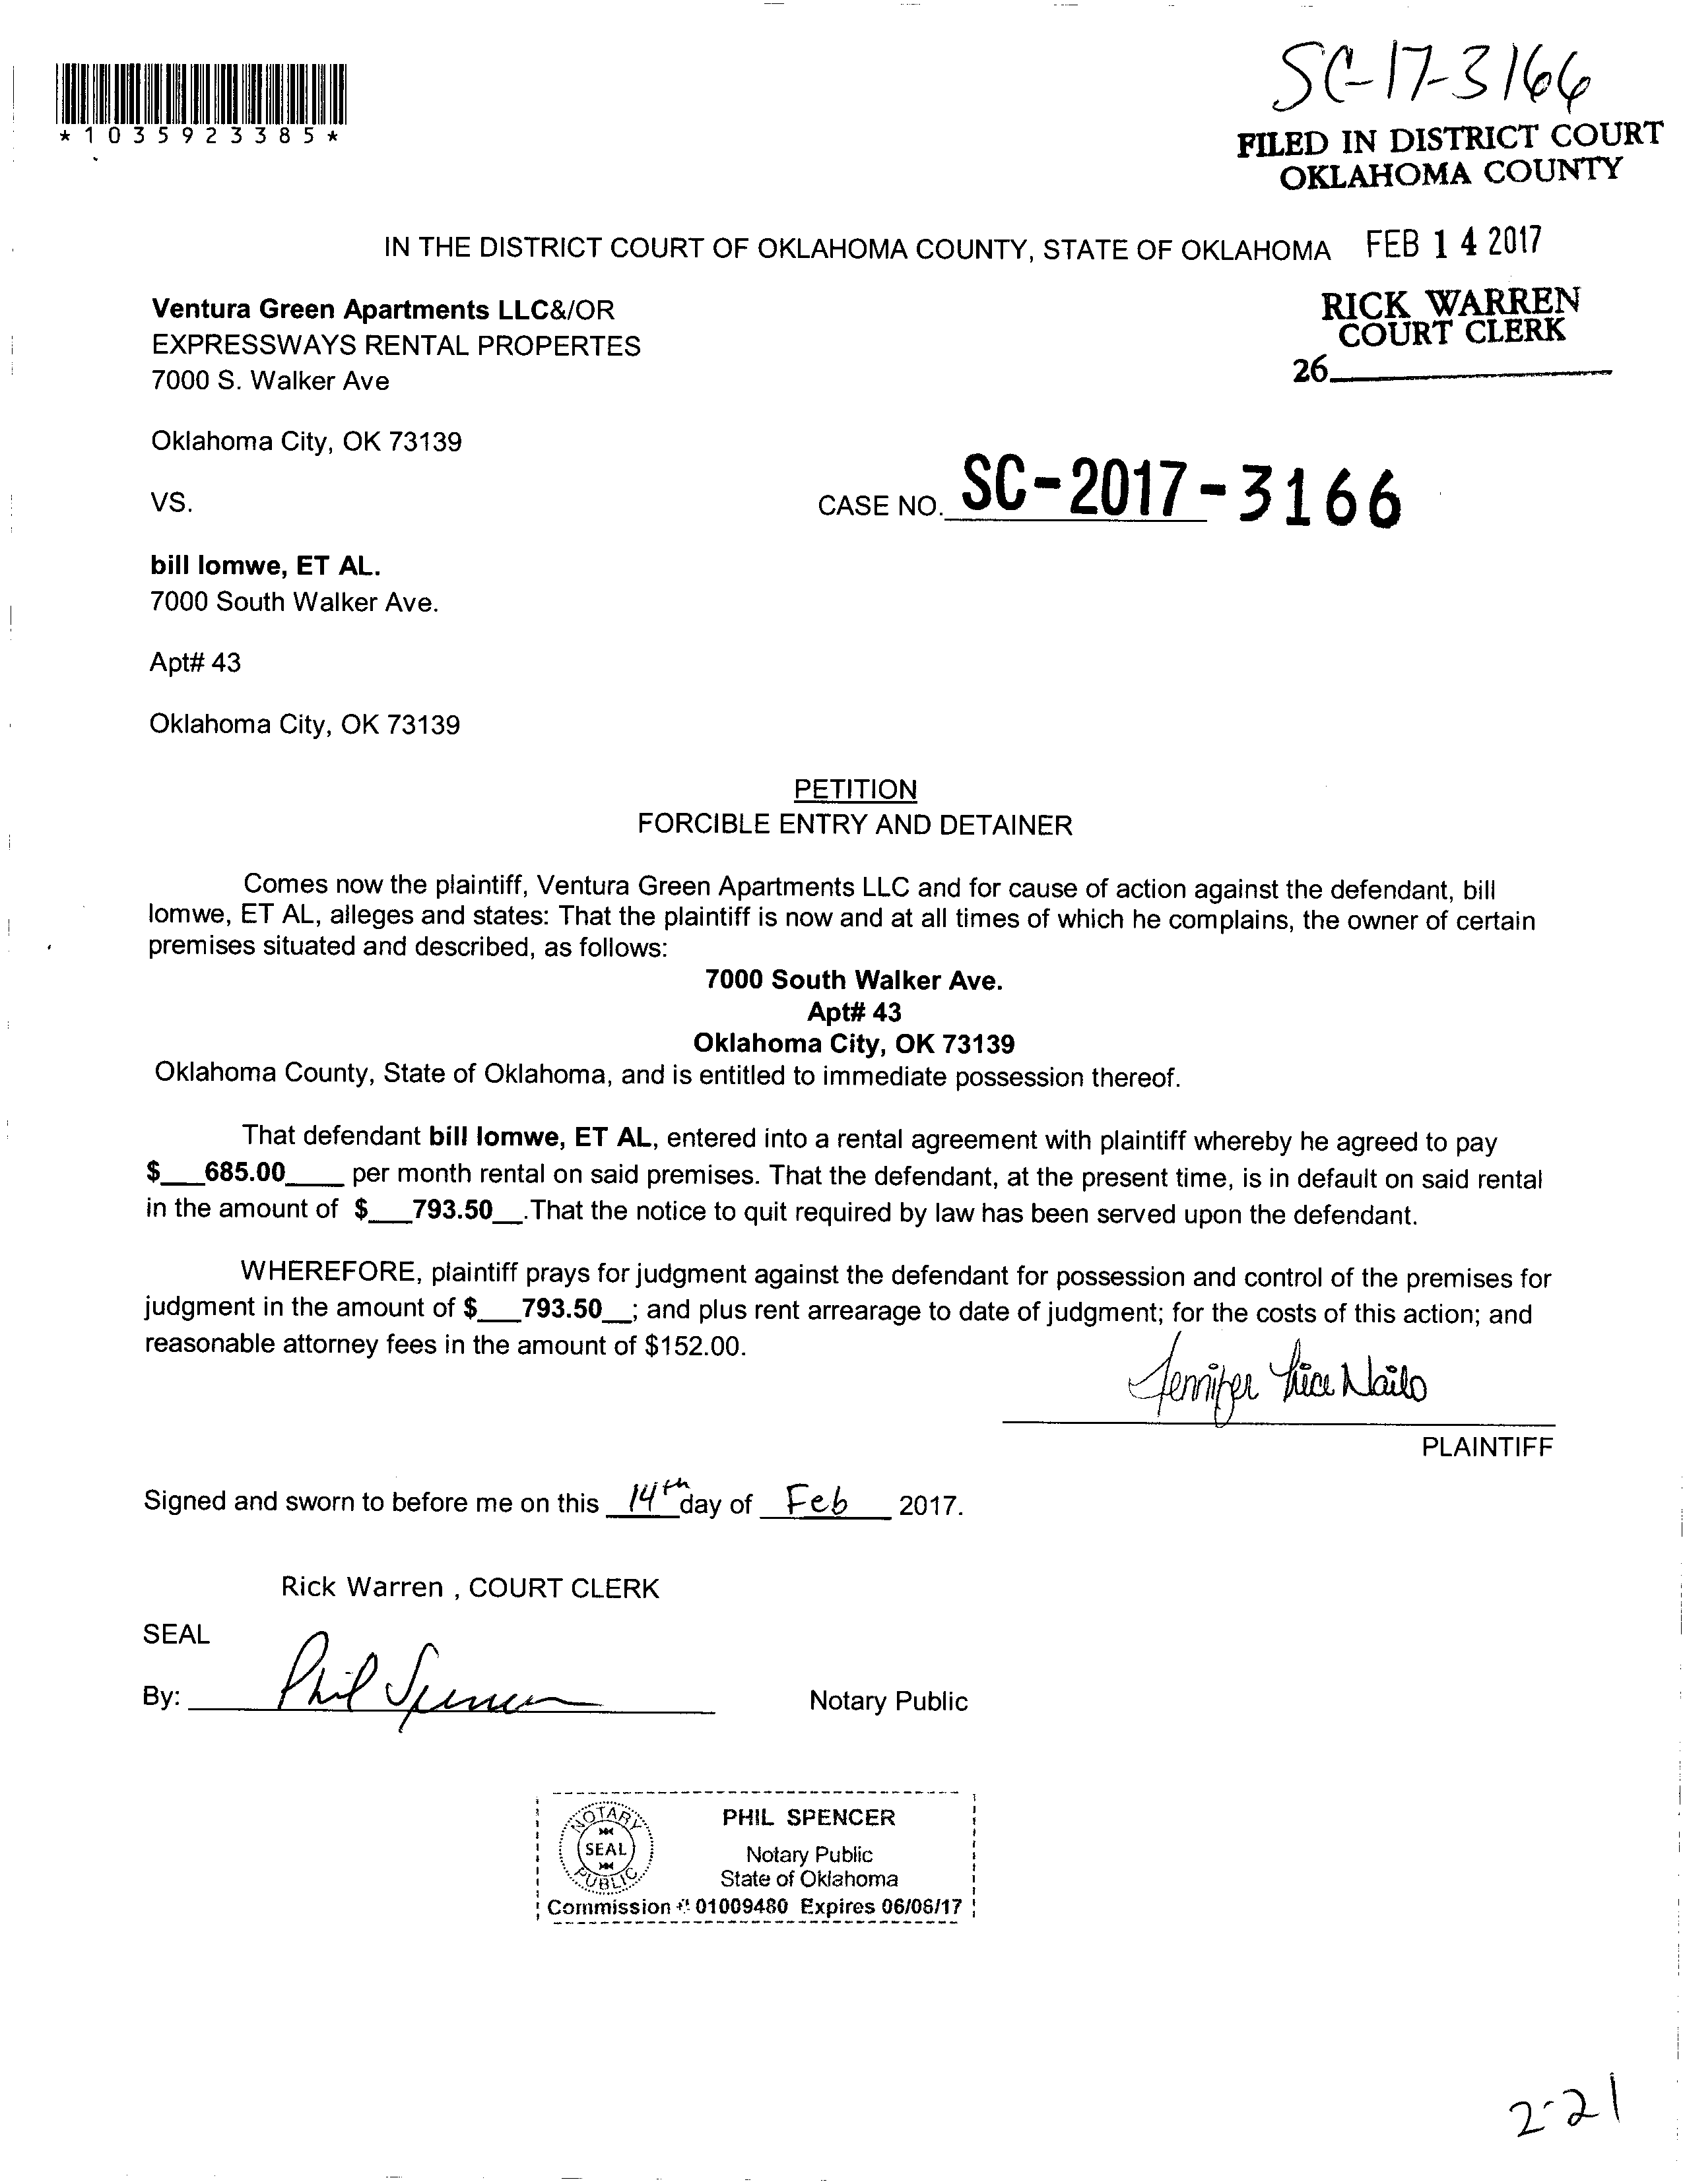 SC-17-3166
*1035923385*
FILED IN DISTRICT COURT
OKLAHOMA COUNTY
IN THE DISTRICT COURT OF OKLAHOMA COUNTY, STATE OF OKLAHOMA FEB 14 2017
Ventura Green Apartments LLC&/OR
RICK WARREN
EXPRESSWAYS RENTAL PROPERTES
COURT CLERK
7000 S. Walker Ave
26
Oklahoma City, OK 73139
VS.
CASE NO. SC-2017-3166
bill lomwe, ET AL.
7000 South Walker Ave.
Apt# 43
Oklahoma City, OK 73139
PETITION
FORCIBLE ENTRY AND DETAINER
Comes now the plaintiff, Ventura Green Apartments LLC and for cause of action against the defendant, bill
lomwe, ET AL, alleges and states: That the plaintiff is now and at all times of which he complains, the owner of certain
premises situated and described, as follows:
7000 South Walker Ave.
Apt# 43
Oklahoma City, OK 73139
Oklahoma County, State of Oklahoma, and is entitled to immediate possession thereof.
That defendant bill lomwe, ET AL, entered into a rental agreement with plaintiff whereby he agreed to pay
$___685.00____ per month rental on said premises. That the defendant, at the present time, is in default on said rental
in the amount of $___793.50__.That the notice to quit required by law has been served upon the defendant.
WHEREFORE, plaintiff prays for judgment against the defendant for possession and control of the premises for
judgment in the amount of $___793.50__; and plus rent arrearage to date of judgment; for the costs of this action; and
reasonable attorney fees in the amount of $152.00.
Jennifer
PLAINTIFF
Signed and sworn to before me on this 14th day of Feb 2017.
Rick Warren , COURT CLERK
SEAL
By: Phil Spencer Notary Public
NOTARY
SEAL
PUBLIC
PHIL SPENCER
Notary Public
State of Oklahoma
Commission # 01009480 Expires 06/06/17
2-21